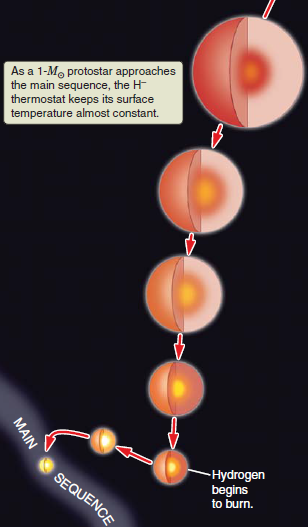 As a 1-M⊙ protostar approaches
the main sequence, the H⁻
thermostat keeps its surface
temperature almost constant.
MAIN
SEQUENCE
Hydrogen
begins
to burn.